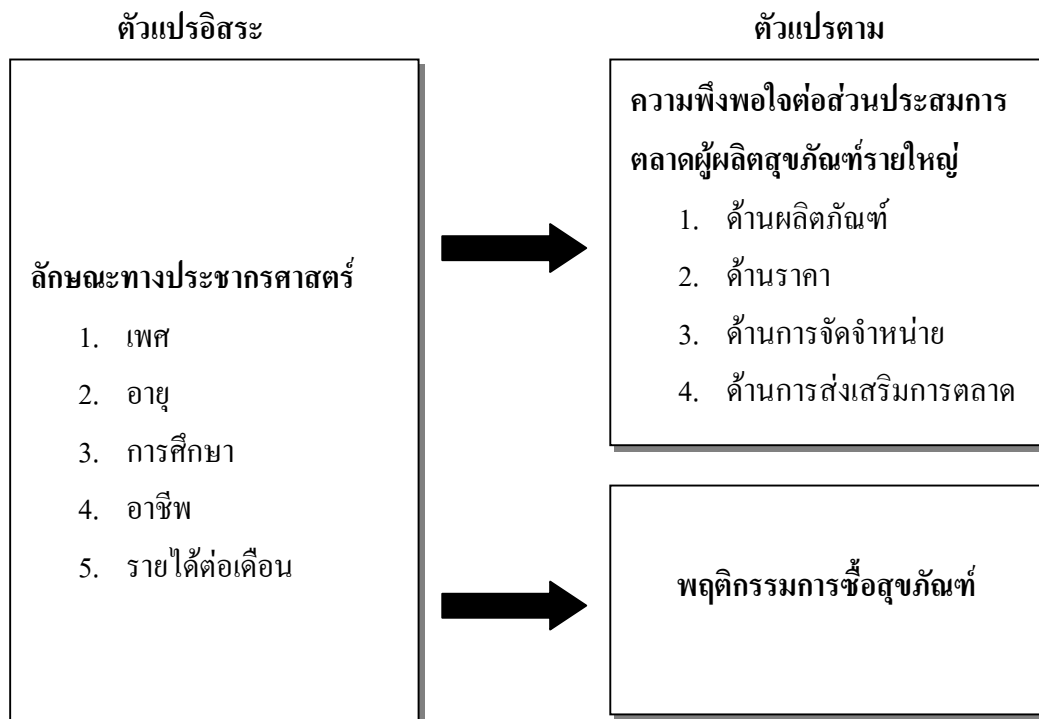 ตัวแปรอิสระ
ตัวแปรตาม
ลักษณะทางประชากรศาสตร์
1. เพศ
2. อายุ
3. การศึกษา
4. อาชีพ
5. รายได้ต่อเดือน
ความพึงพอใจต่อส่วนประสมการ
ตลาดผู้ผลิตสุขภัณฑ์รายใหญ่
1. ด้านผลิตภัณฑ์
2. ด้านราคา
3. ด้านการจัดจำหน่าย
4. ด้านการส่งเสริมการตลาด
พฤติกรรมการซื้อสุขภัณฑ์